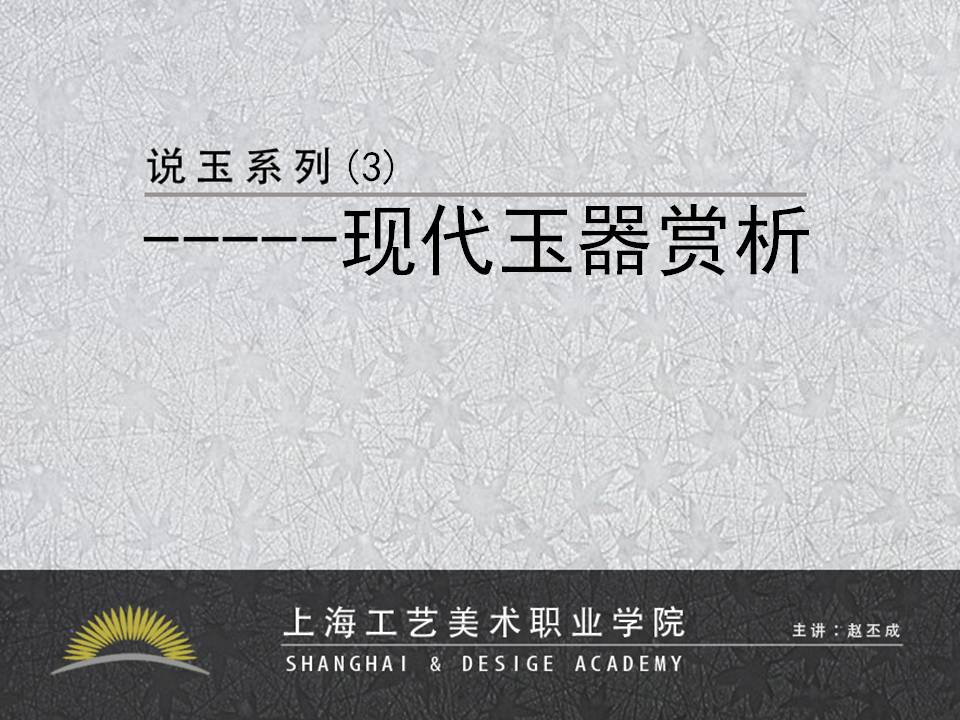 说玉系列(3)
-----现代玉器赏析
上海工艺美术职业学院
主讲：赵丕成
SHANGHAI & DESIGE ACADEMY